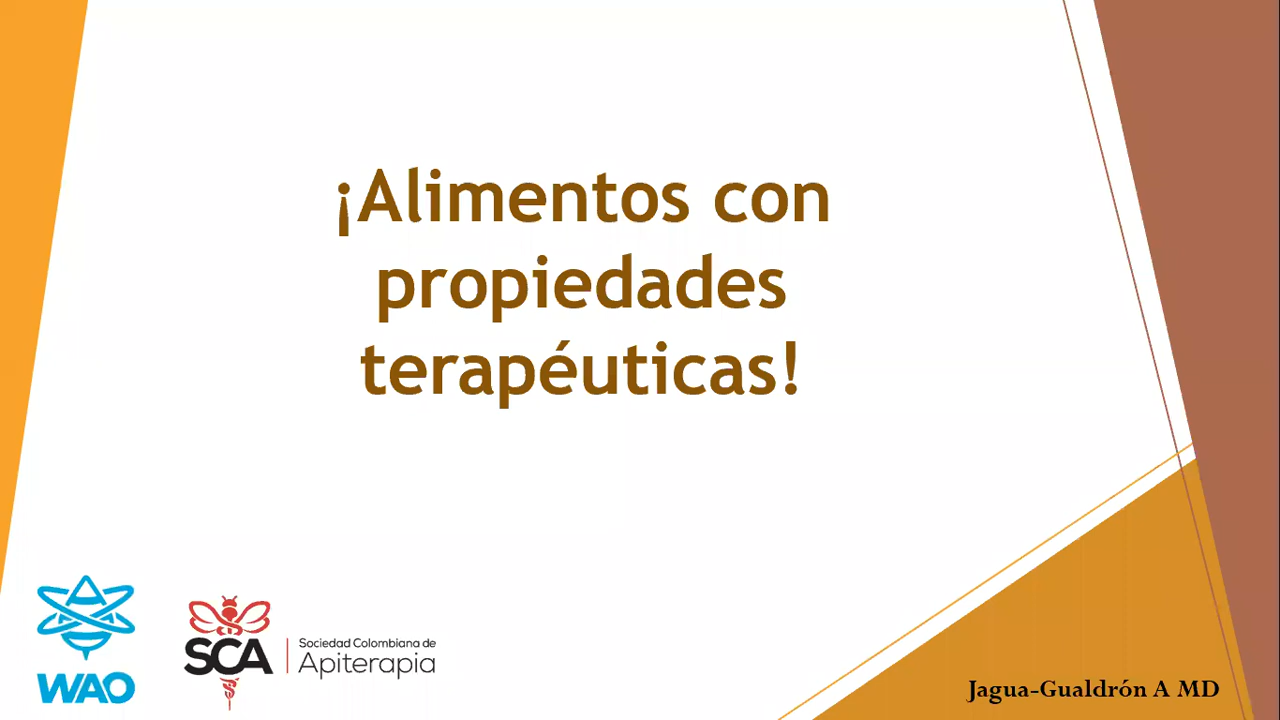 ¡Alimentos con
propiedades
terapéuticas!
WAO
SCA
Sociedad Colombiana de
Apiterapia
Jagua-Gualdrón A MD